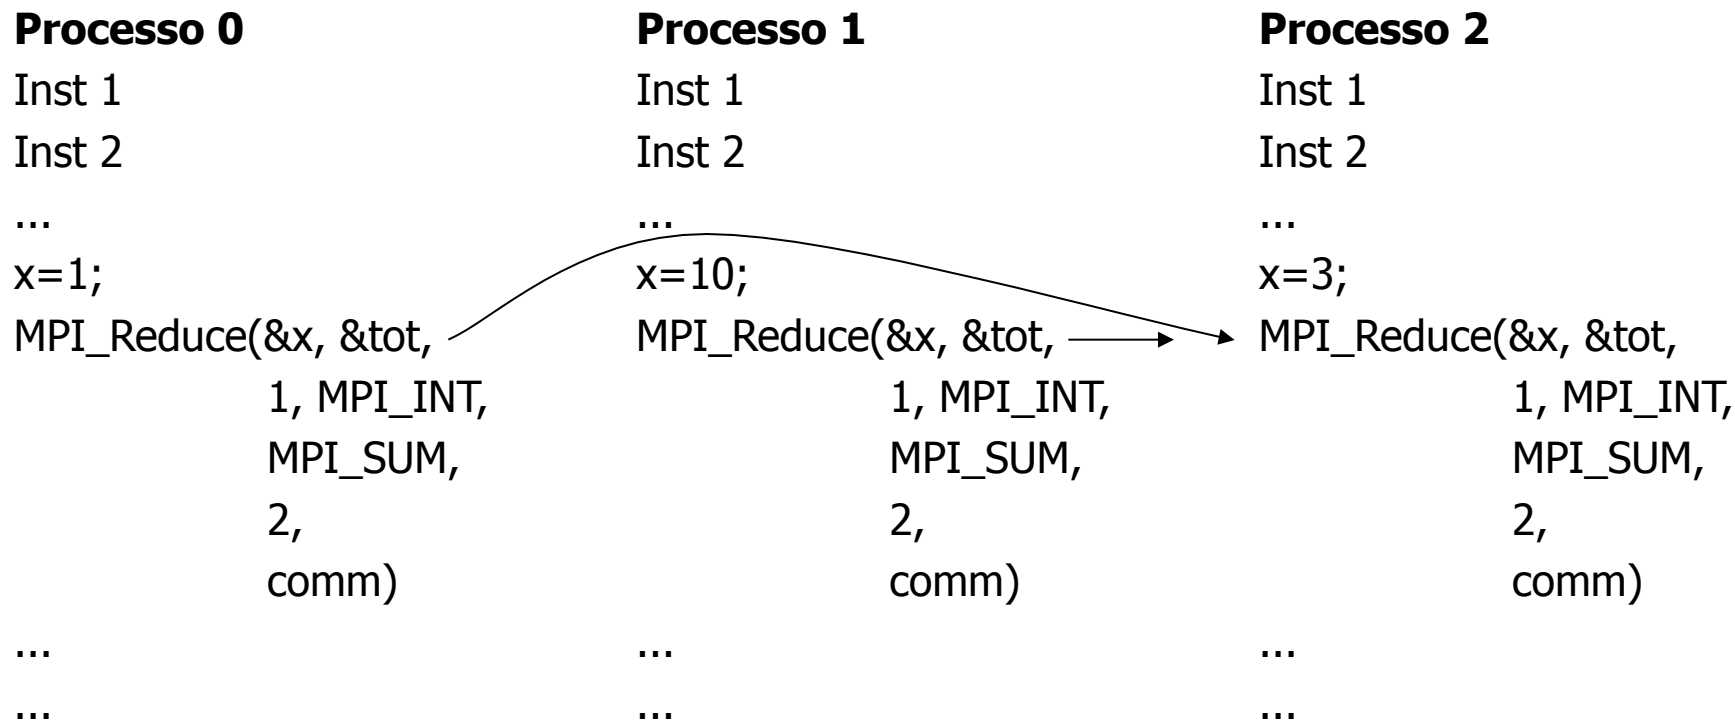 Processo 0
Inst 1
Inst 2
...
x=1;
MPI_Reduce(&x, &tot,
1, MPI_INT,
MPI_SUM,
2,
comm)
...
...
Processo 1
Inst 1
Inst 2
...
x=10;
MPI_Reduce(&x, &tot,
1, MPI_INT,
MPI_SUM,
2,
comm)
...
...
Processo 2
Inst 1
Inst 2
...
x=3;
MPI_Reduce(&x, &tot,
1, MPI_INT,
MPI_SUM,
2,
comm)
...
...